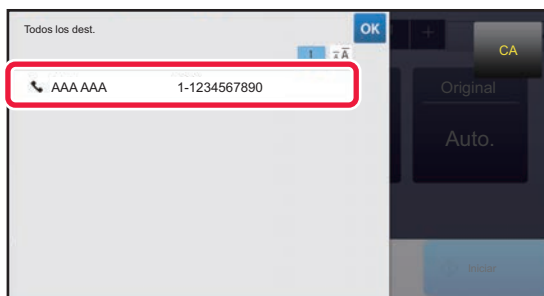 Todos los dest.
OK
1
CA
AAA AAA 1-1234567890
Original
Auto.
Iniciar